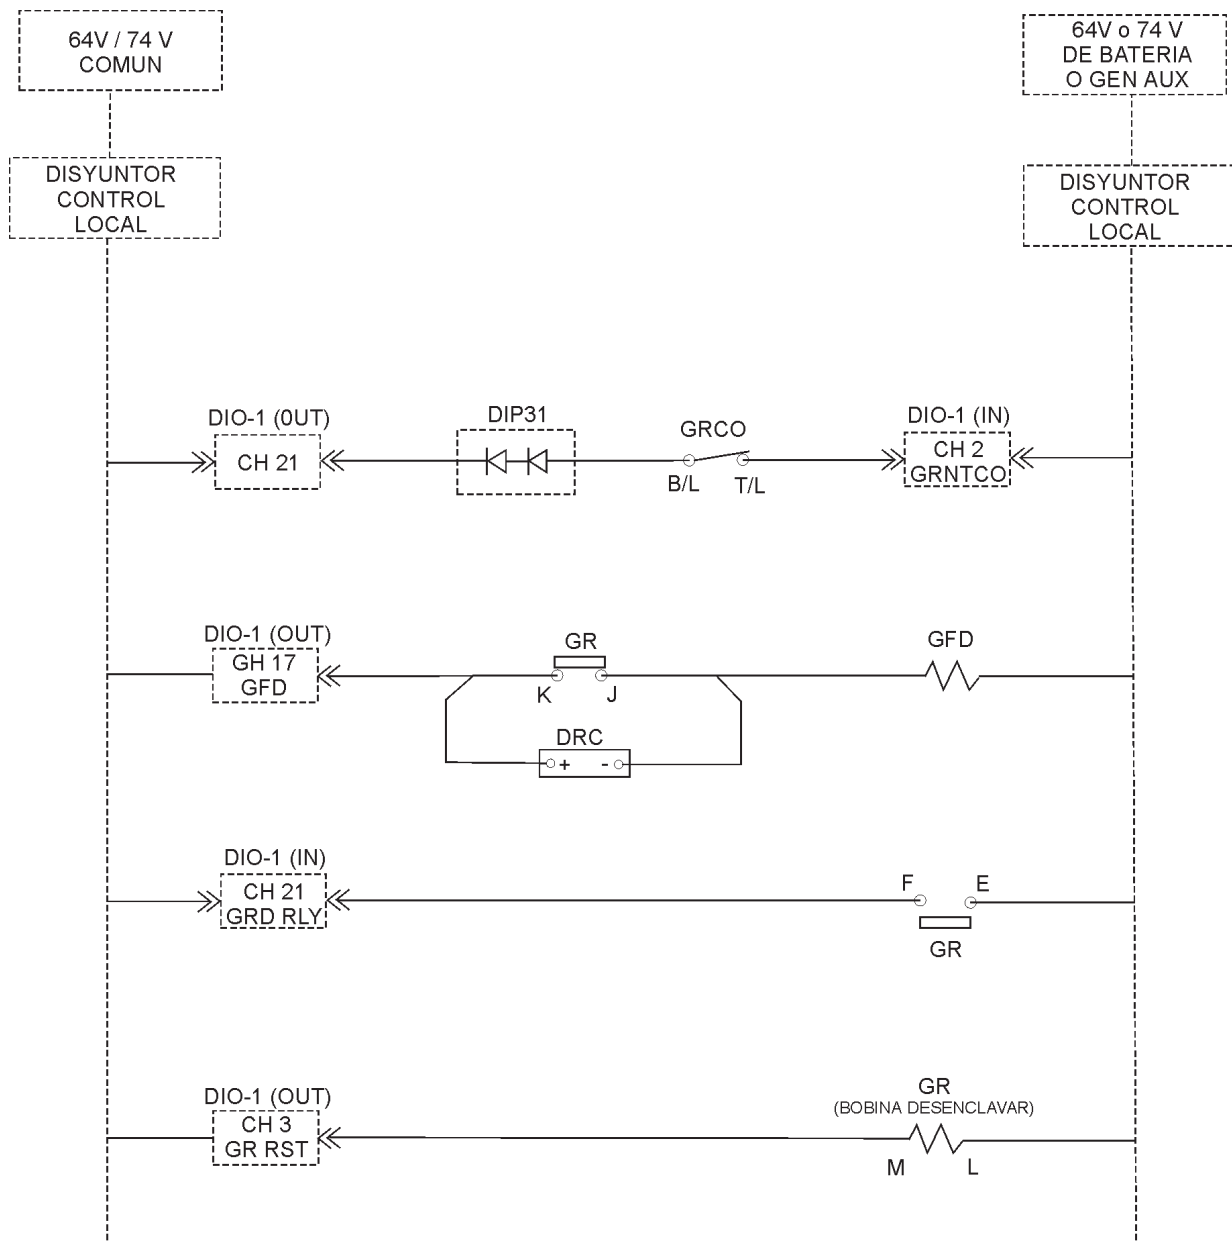 64V / 74 V
COMUN
64V o 74 V
DE BATERIA
O GEN AUX
DISYUNTOR
CONTROL
LOCAL
DISYUNTOR
CONTROL
LOCAL
DIO-1 (0UT)
CH 21
DIP31
GRCO
B/L
T/L
DIO-1 (IN)
CH 2
GRNTCO
DIO-1 (OUT)
GH 17
GFD
GR
K
J
DRC
+ -
GFD
DIO-1 (IN)
CH 21
GRD RLY
F
E
GR
DIO-1 (OUT)
CH 3
GR RST
GR
(BOBINA DESENCLAVAR)
M
L